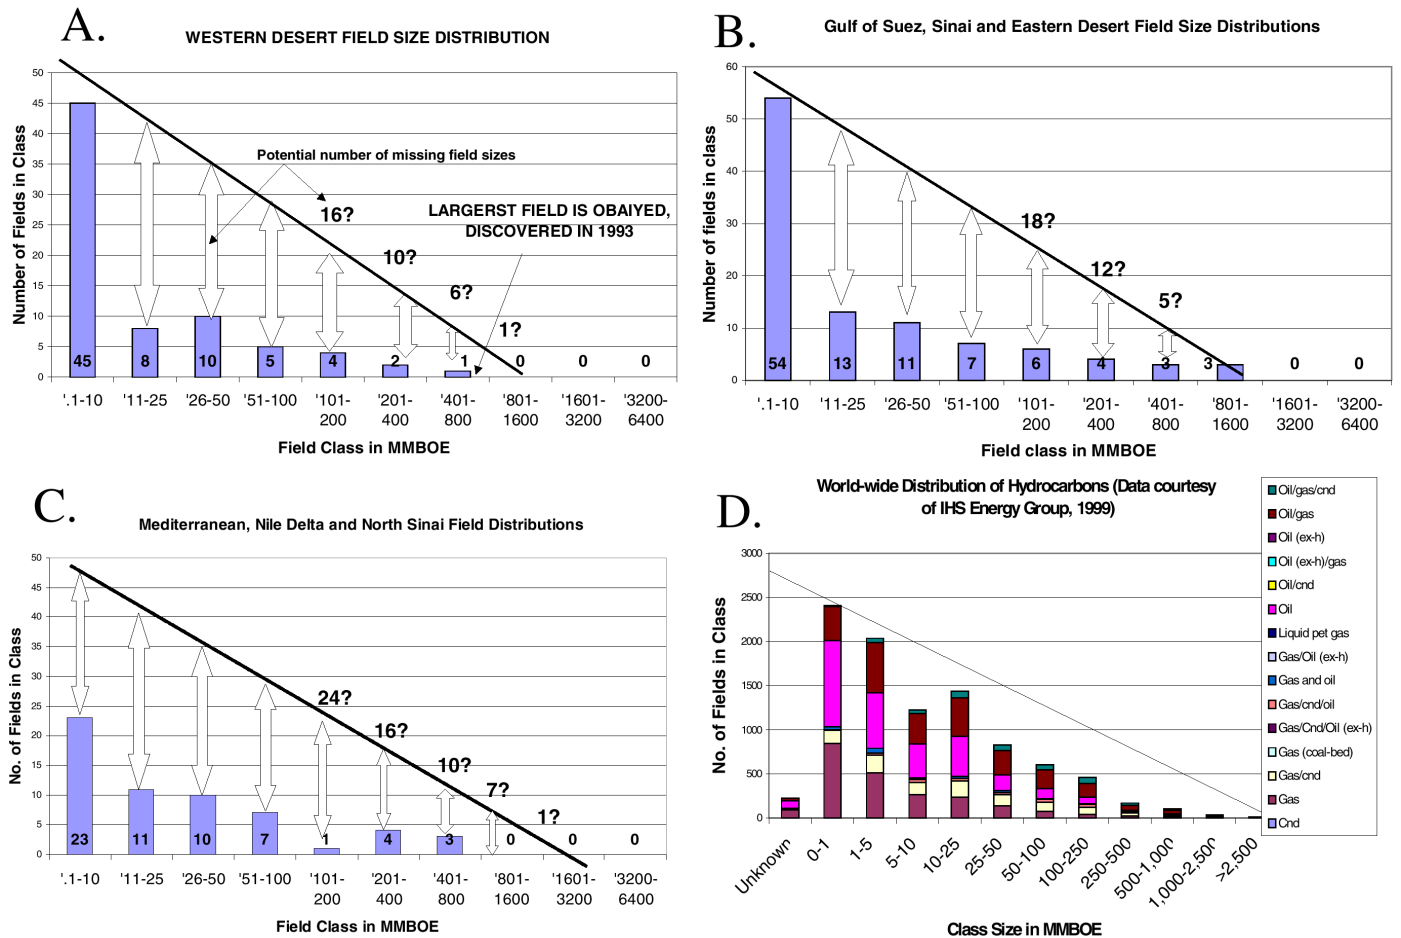 A.
WESTERN DESERT FIELD SIZE DISTRIBUTION
Number of Fields in Class
50
45
40
35
30
25
20
15
10
5
0
Potential number of missing field sizes
16?
LARGERST FIELD IS OBAIYED,
DISCOVERED IN 1993
10?
6?
1?
45 8 10 5 4 2 1 0 0 0
'.1-10 '11-25 '26-50 '51-100 '101-200 '201-400 '401-800 '801-1600 '1601-3200 '3200-6400
Field Class in MMBOE
B.
Gulf of Suez, Sinai and Eastern Desert Field Size Distributions
Number of fields in class
60
50
40
30
20
10
0
18?
12?
5?
54 13 11 7 6 4 3 3 0 0
'.1-10 '11-25 '26-50 '51-100 '101-200 '201-400 '401-800 '801-1600 '1601-3200 '3200-6400
Field class in MMBOE
C.
Mediterranean, Nile Delta and North Sinai Field Distributions
No. of Fields in Class
50
45
40
35
30
25
20
15
10
5
0
24?
16?
10?
7?
1?
23 11 10 7 1 4 3 0 0 0
'.1-10 '11-25 '26-50 '51-100 '101-200 '201-400 '401-800 '801-1600 '1601-3200 '3200-6400
Field Class in MMBOE
D.
World-wide Distribution of Hydrocarbons (Data courtesy
of IHS Energy Group, 1999)
No. of Fields in Class
3000
2500
2000
1500
1000
500
0
Unknown 0-1 1-5 5-10 10-25 25-50 50-100 100-250 250-500 500-1,000 1,000-2,500 >2,500
Class Size in MMBOE
Oil/gas/cnd
Oil/gas
Oil (ex-h)
Oil (ex-h)/gas
Oil/cnd
Oil
Liquid pet gas
Gas/Oil (ex-h)
Gas and oil
Gas/cnd/oil
Gas/Cnd/Oil (ex-h)
Gas (coal-bed)
Gas/cnd
Gas
Cnd